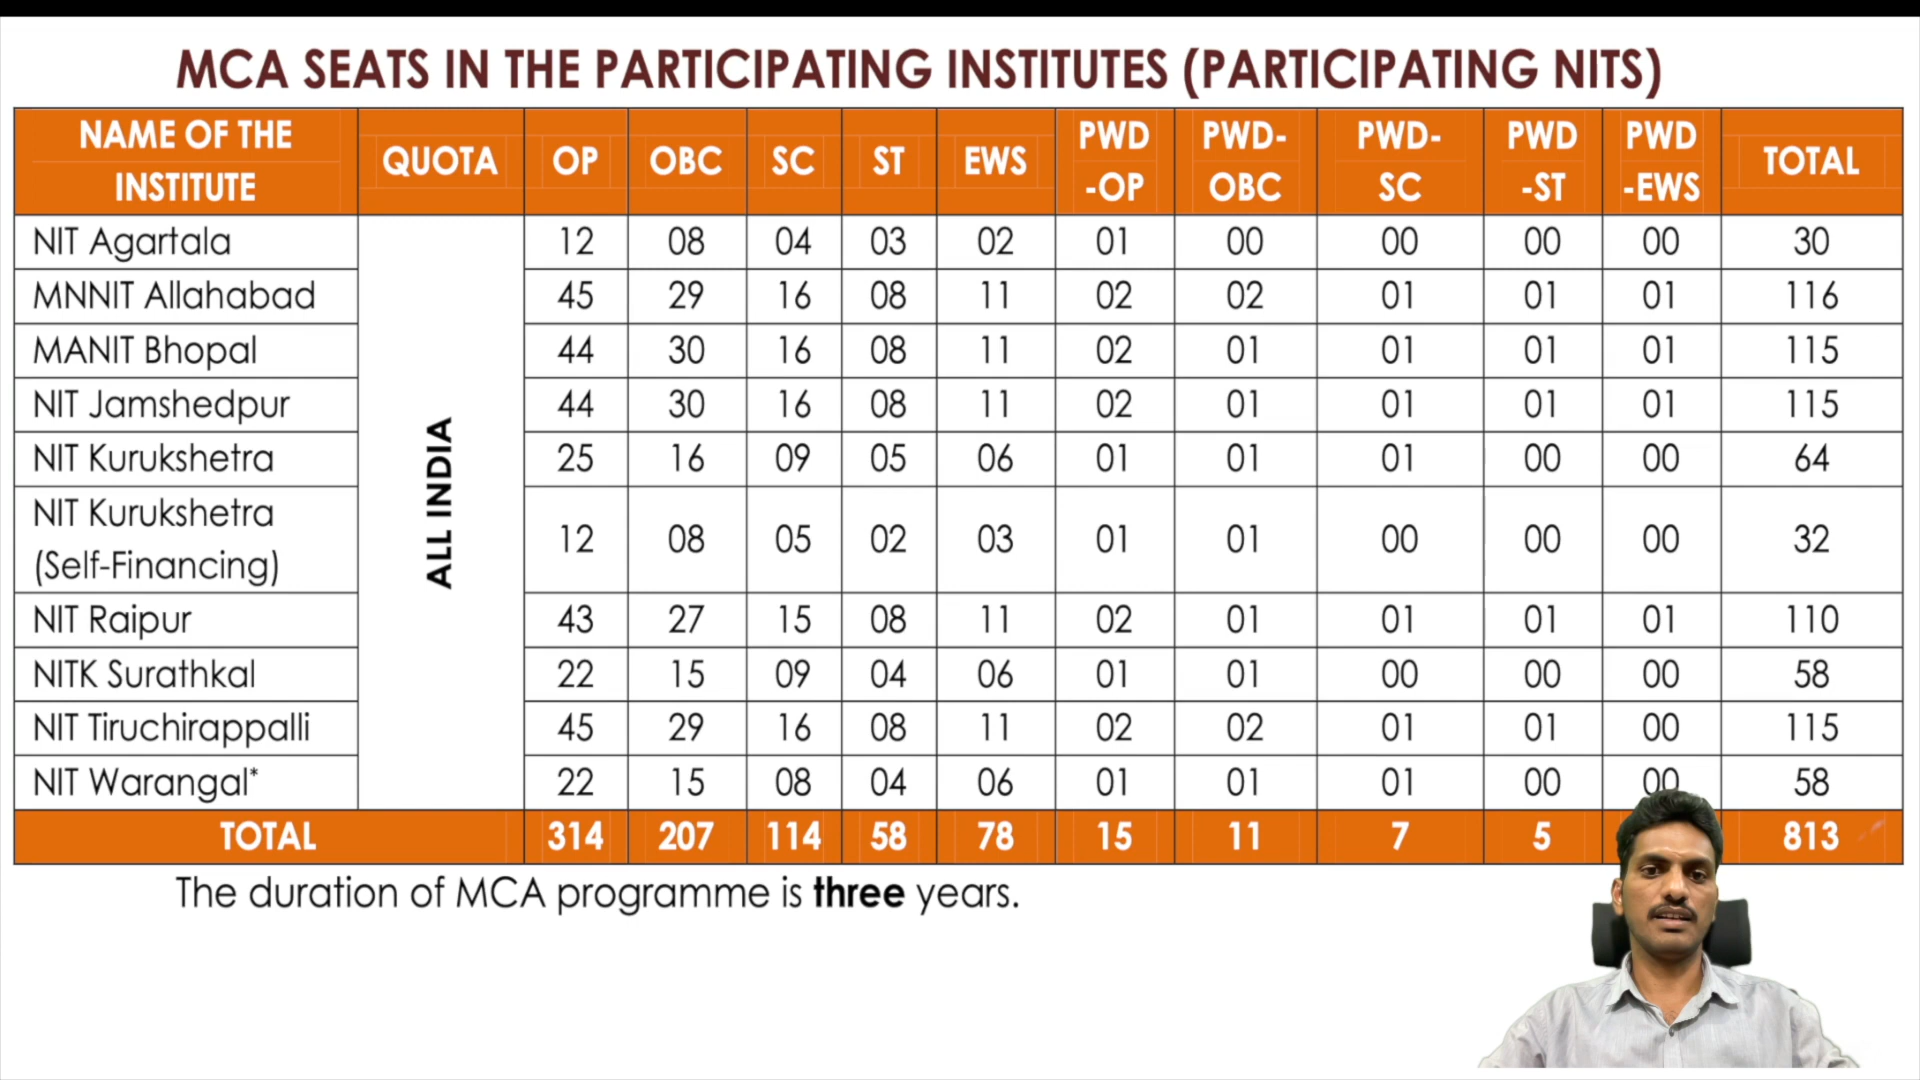 MCA SEATS IN THE PARTICIPATING INSTITUTES (PARTICIPATING NITS)
NAME OF THE INSTITUTE QUOTA OP OBC SC ST EWS PWD-OP PWD-OBC PWD-SC PWD-ST PWD-EWS TOTAL
NIT Agartala 12 08 04 03 02 01 00 00 00 00 30
MNNIT Allahabad 45 29 16 08 11 02 02 01 01 01 116
MANIT Bhopal 44 30 16 08 11 02 01 01 01 01 115
NIT Jamshedpur 44 30 16 08 11 02 01 01 01 01 115
ALL INDIA
NIT Kurukshetra 25 16 09 05 06 01 01 01 00 00 64
NIT Kurukshetra (Self-Financing) 12 08 05 02 03 01 01 00 00 00 32
NIT Raipur 43 27 15 08 11 02 01 01 01 01 110
NITK Surathkal 22 15 09 04 06 01 01 00 00 00 58
NIT Tiruchirappalli 45 29 16 08 11 02 02 01 01 00 115
NIT Warangal* 22 15 08 04 06 01 01 01 00 00 58
TOTAL 314 207 114 58 78 15 11 7 5 813
The duration of MCA programme is three years.